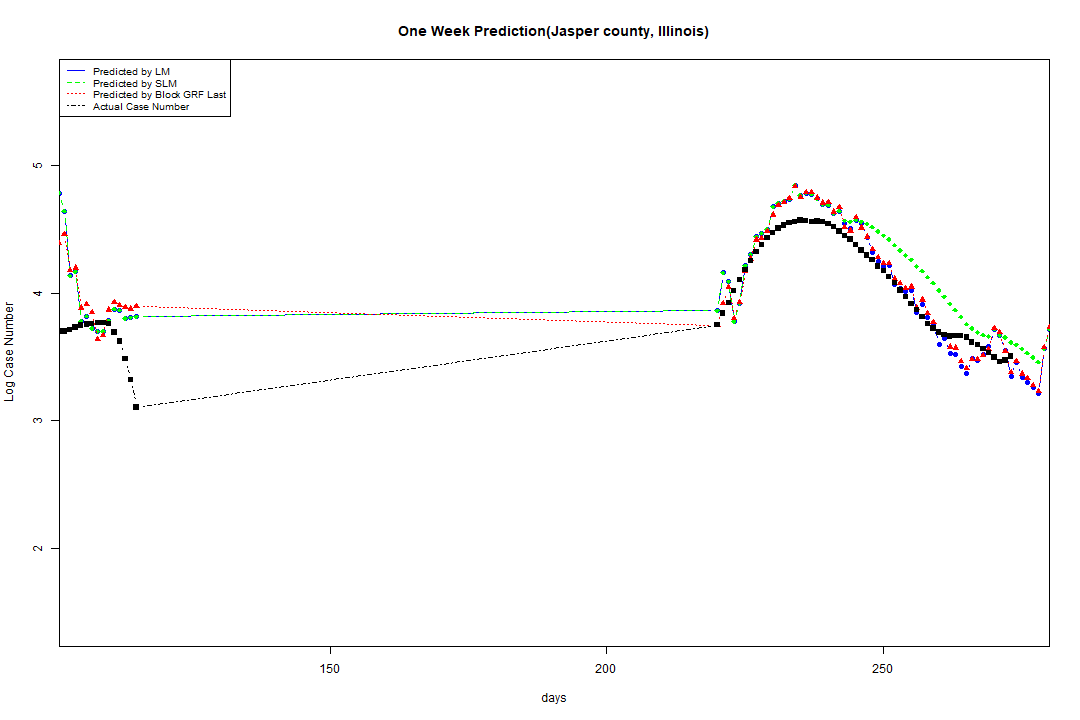 One Week Prediction(Jasper county, Illinois)
Predicted by LM
Predicted by SLM
Predicted by Block GRF Last
Actual Case Number
5
4
3
2
Log Case Number
150
200
250
days